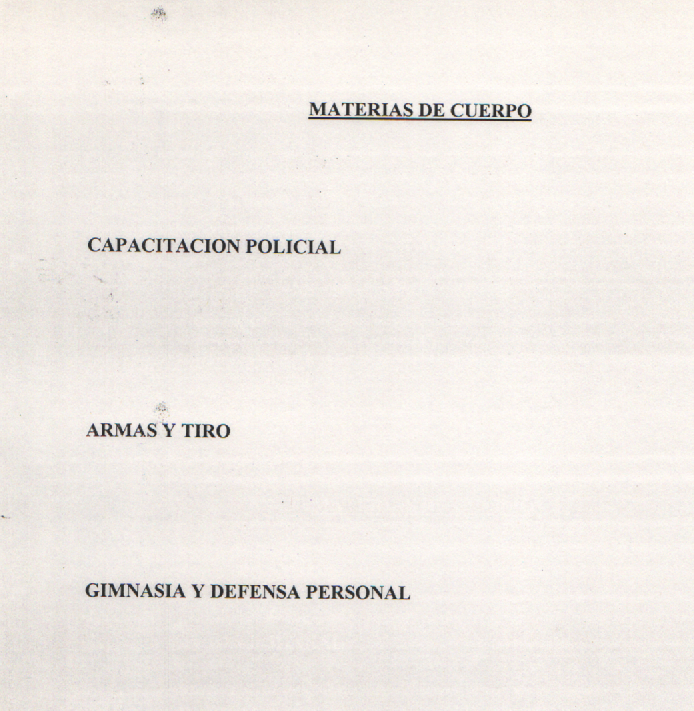 MATERIAS DE CUERPO
CAPACITACION POLICIAL
ARMAS Y TIRO
GIMNASIA Y DEFENSA PERSONAL